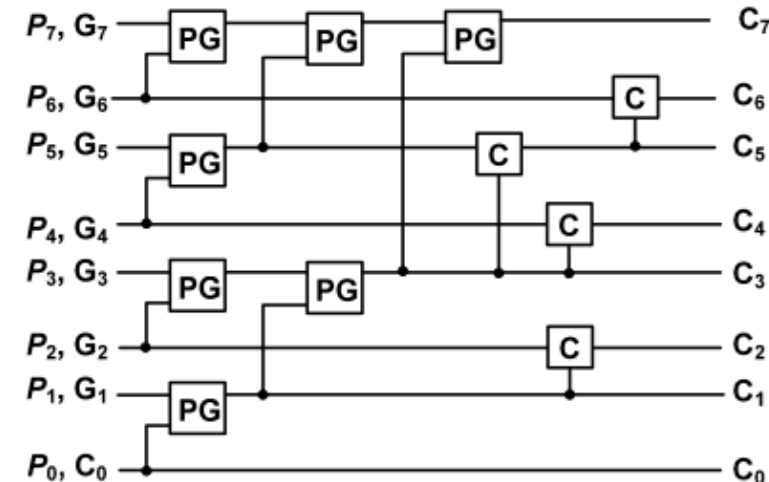 P₇, G₇ PG PG PG C₇
P₆, G₆ C C₆
P₅, G₅ PG C C₅
P₄, G₄ C C₄
P₃, G₃ PG PG C₃
P₂, G₂ C C₂
P₁, G₁ PG C₁
P₀, C₀ C₀